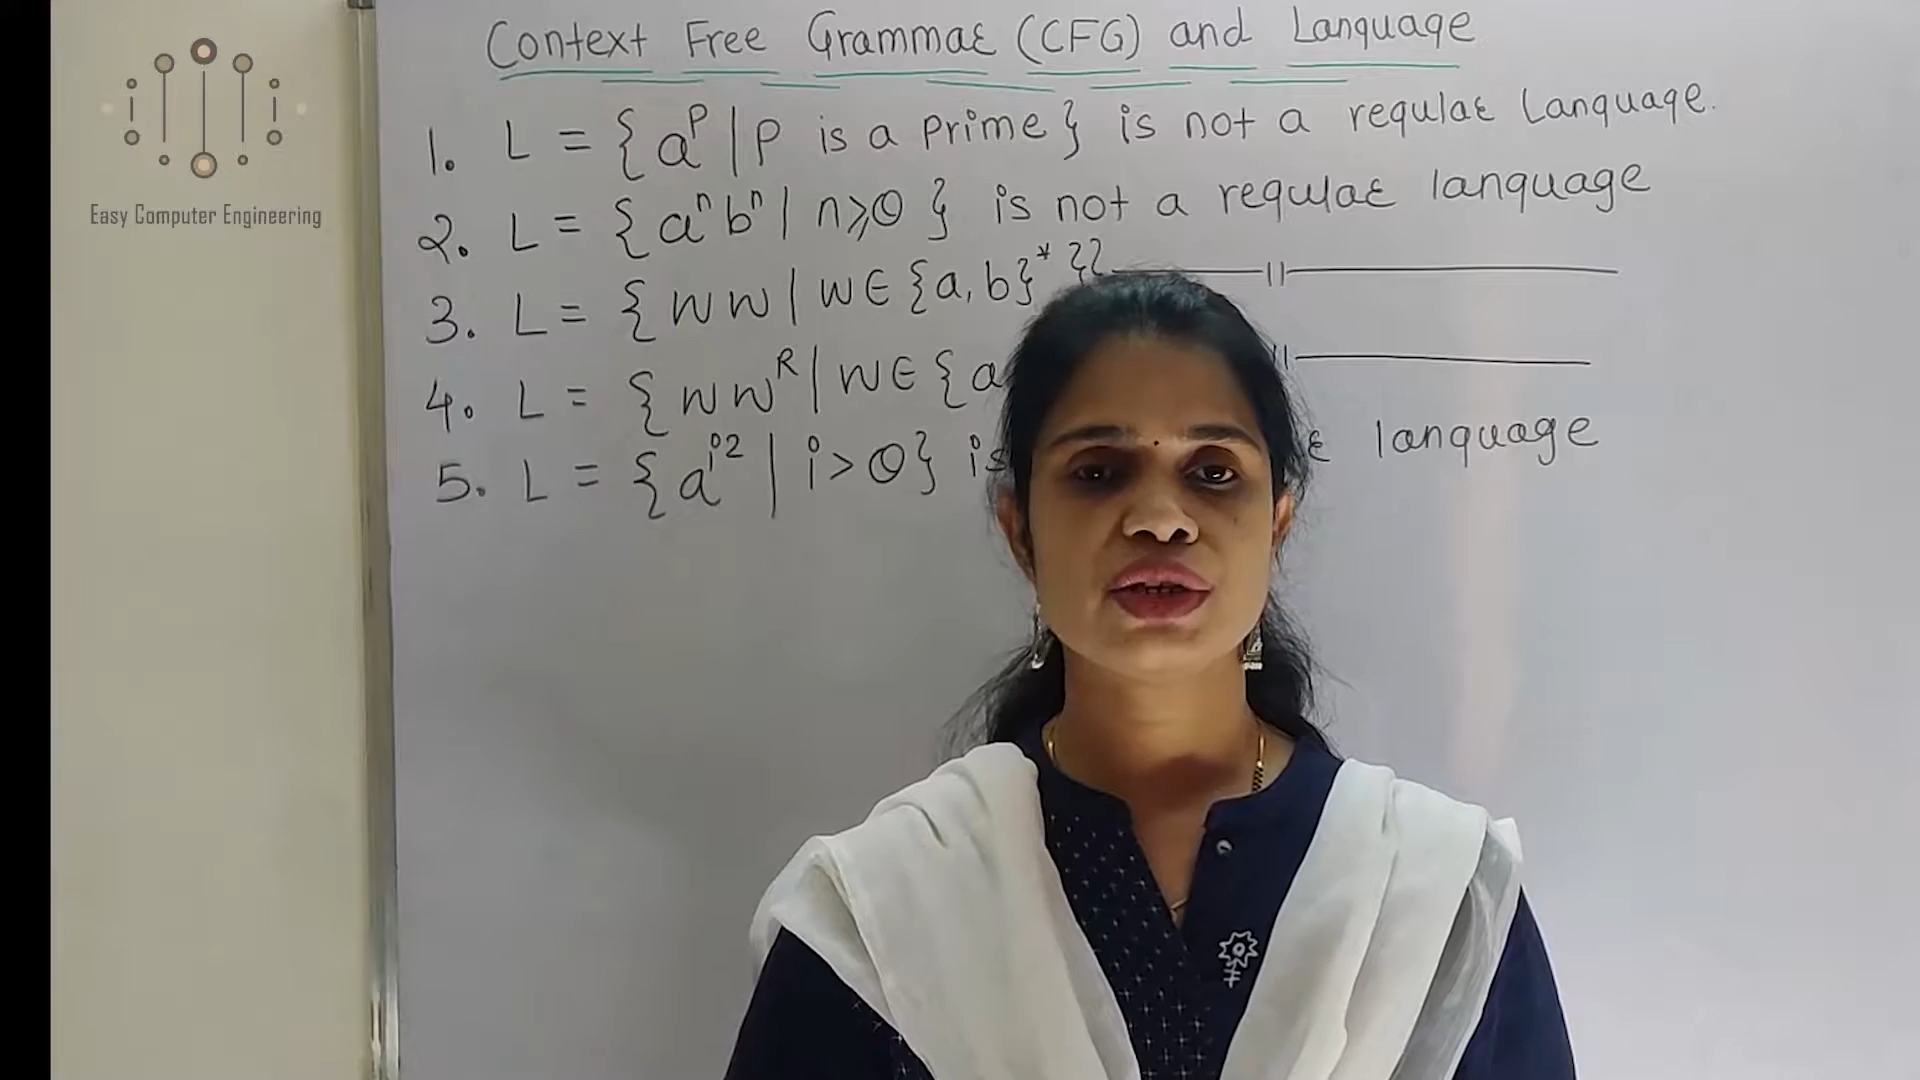 Easy Computer Engineering
Context Free Grammar (CFG) and Language
1. L = {a^p | p is a prime} is not a regular Language.
2. L = {a^n b^n | n⩾0} is not a regular language
3. L = {ww | w∈{a,b}*}} —॥—
4. L = {ww^R | w∈{a ॥—
5. L = {a^i2 | i>0} is language